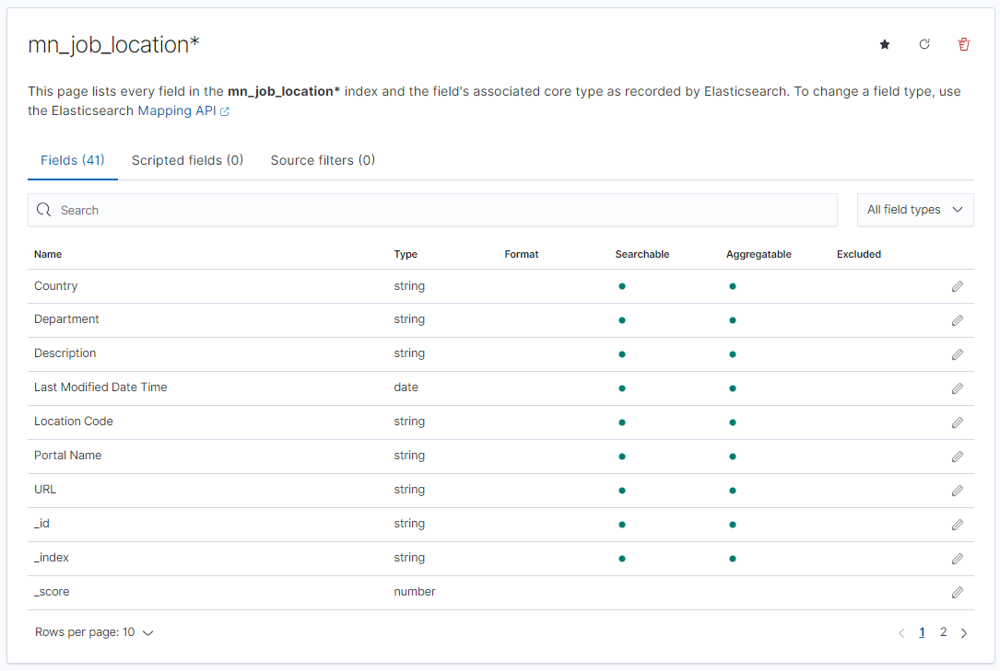 mn_job_location*
This page lists every field in the mn_job_location* index and the field's associated core type as recorded by Elasticsearch. To change a field type, use
the Elasticsearch Mapping API
Fields (41) Scripted fields (0) Source filters (0)
Search All field types
Name Type Format Searchable Aggregatable Excluded
Country string
Department string
Description string
Last Modified Date Time date
Location Code string
Portal Name string
URL string
_id string
_index string
_score number
Rows per page: 10 1 2